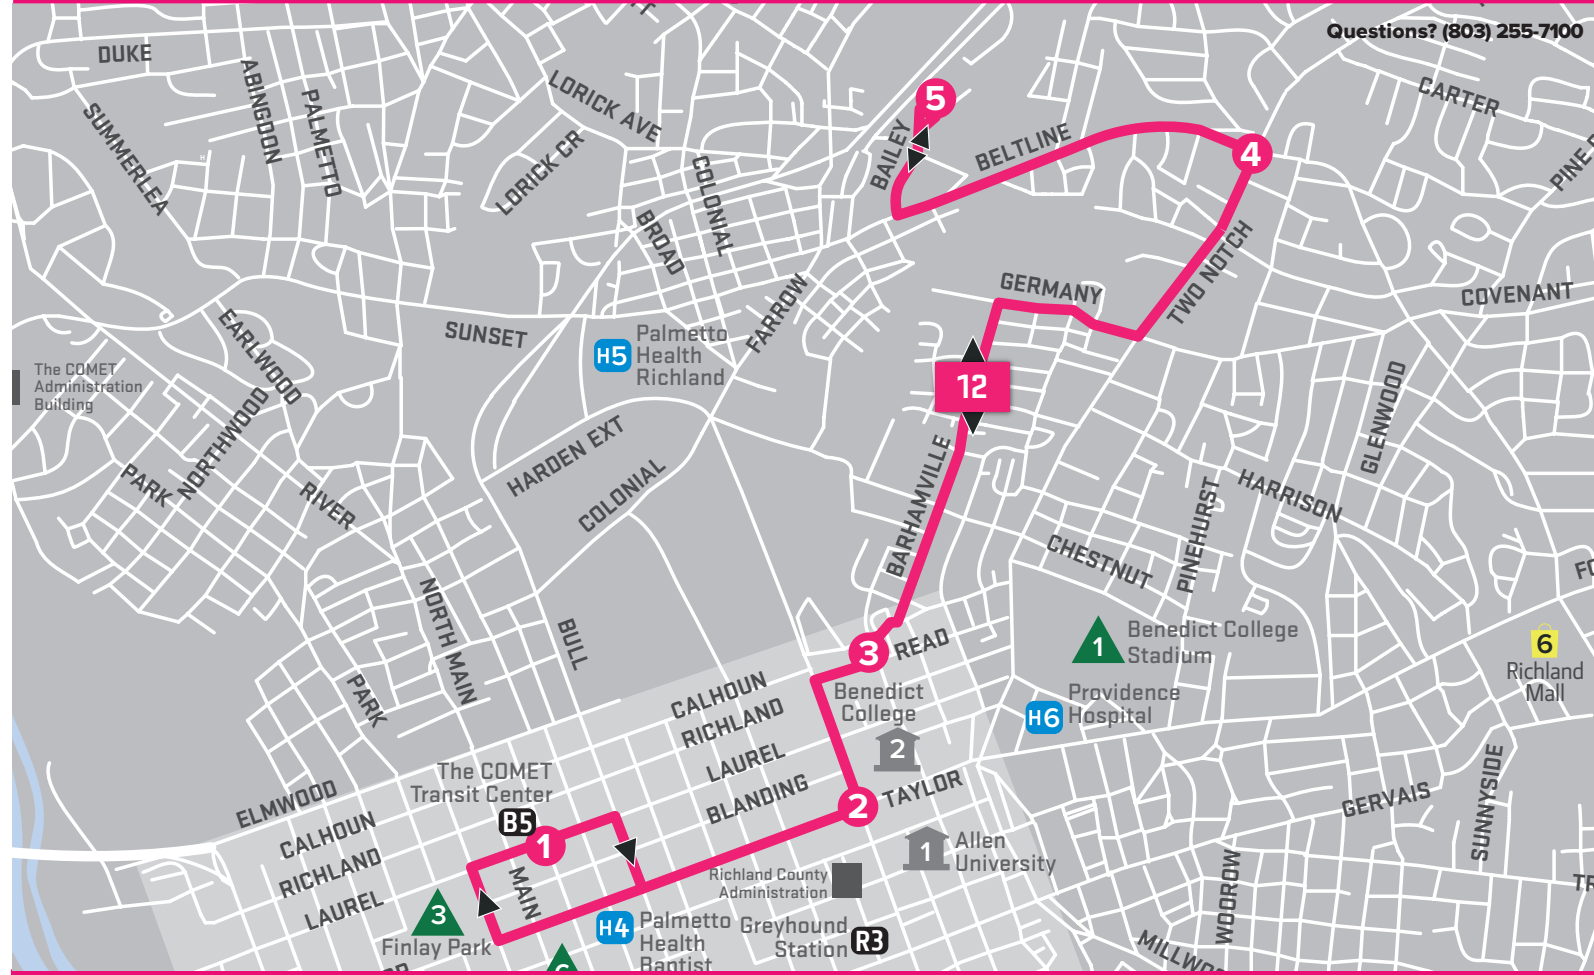 Questions? (803) 255-7100
DUKE
ABINGDON
PALMETTO
SUMMERLEA
LORICK AVE
LORICK CR
COLONIAL
BROAD
BAILEY
5
BELTLINE
4
CARTER
TWO NOTCH
GERMANY
COVENANT
FARROW
SUNSET
EARLWOOD
H5
Palmetto
Health
Richland
The COMET
Administration
Building
12
NORTHWOOD
PARK
RIVER
HARDEN EXT
COLONIAL
BARHAMVILLE
GLENWOOD
HARRISON
PINEHURST
CHESTNUT
NORTH MAIN
BULL
PARK
3
READ
1
Benedict College
Stadium
6
Richland
Mall
H6
Providence
Hospital
CALHOUN
RICHLAND
LAUREL
BLANDING
Benedict
College
2
2
TAYLOR
The COMET
Transit Center
B5
1
ELMWOOD
CALHOUN
RICHLAND
LAUREL
MAIN
3
Finlay Park
H4
Palmetto
Health
Baptist
Richland County
Administration
Greyhound
Station
R3
1
Allen
University
GERVAIS
SUNNYSIDE
WOODROW
H